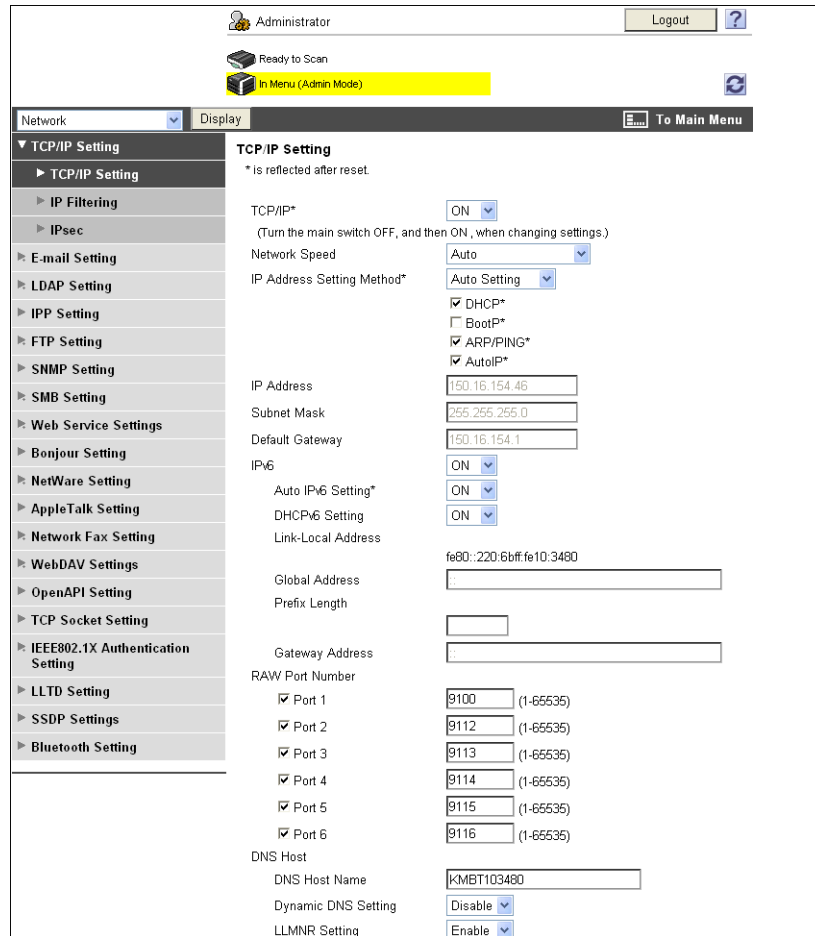 Administrator
Logout
?
Ready to Scan
In Menu (Admin Mode)
Network
Display
To Main Menu
TCP/IP Setting
TCP/IP Setting
IP Filtering
IPsec
E-mail Setting
LDAP Setting
IPP Setting
FTP Setting
SNMP Setting
SMB Setting
Web Service Settings
Bonjour Setting
NetWare Setting
AppleTalk Setting
Network Fax Setting
WebDAV Settings
OpenAPI Setting
TCP Socket Setting
IEEE802.1X Authentication
Setting
LLTD Setting
SSDP Settings
Bluetooth Setting
TCP/IP Setting
* is reflected after reset.
TCP/IP* ON
(Turn the main switch OFF, and then ON , when changing settings.)
Network Speed Auto
IP Address Setting Method* Auto Setting
DHCP*
BootP*
ARP/PING*
AutoIP*
IP Address 150.16.154.46
Subnet Mask 255.255.255.0
Default Gateway 150.16.154.1
IPv6 ON
Auto IPv6 Setting* ON
DHCPv6 Setting ON
Link-Local Address
fe80::220:6bff:fe10:3480
Global Address ::
Prefix Length
Gateway Address ::
RAW Port Number
Port 1 9100 (1-65535)
Port 2 9112 (1-65535)
Port 3 9113 (1-65535)
Port 4 9114 (1-65535)
Port 5 9115 (1-65535)
Port 6 9116 (1-65535)
DNS Host
DNS Host Name KMBT103480
Dynamic DNS Setting Disable
LLMNR Setting Enable